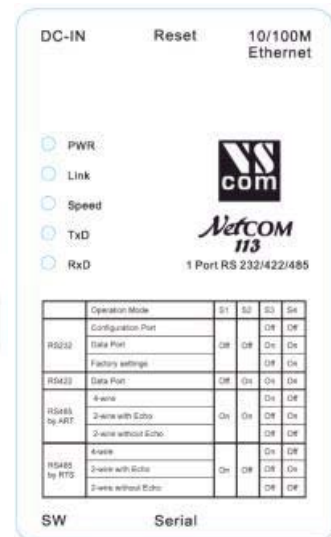 DC-IN Reset 10/100M
Ethernet
PWR
Link
Speed
TxD
RxD
VS
com
NetCOM
113
1 Port RS 232/422/485
Operation Mode S1 S2 S3 S4
RS232 Configuration Port Off Off Off Off
Data Port On On
Factory settings Off On
RS422 Data Port Off On On On
RS485 by ART 4-wire On On On Off
2-wire with Echo Off On
2-wire without Echo Off Off
RS485 by RTS 4-wire On Off On Off
2-wire with Echo Off On
2-wire without Echo Off Off
SW Serial